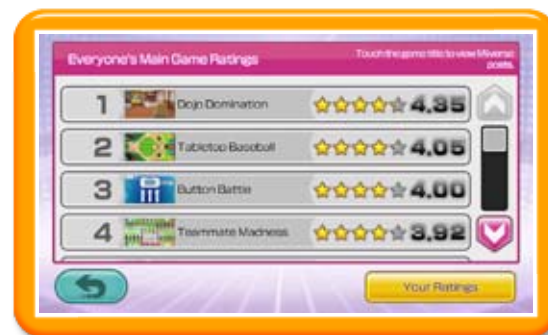 Everyone's Main Game Ratings
Touch the game title to view Miiverse
posts.
1 Dojo Domination 4.35
2 Tabletop Baseball 4.05
3 Button Battle 4.00
4 Teammate Madness 3.92
Your Ratings